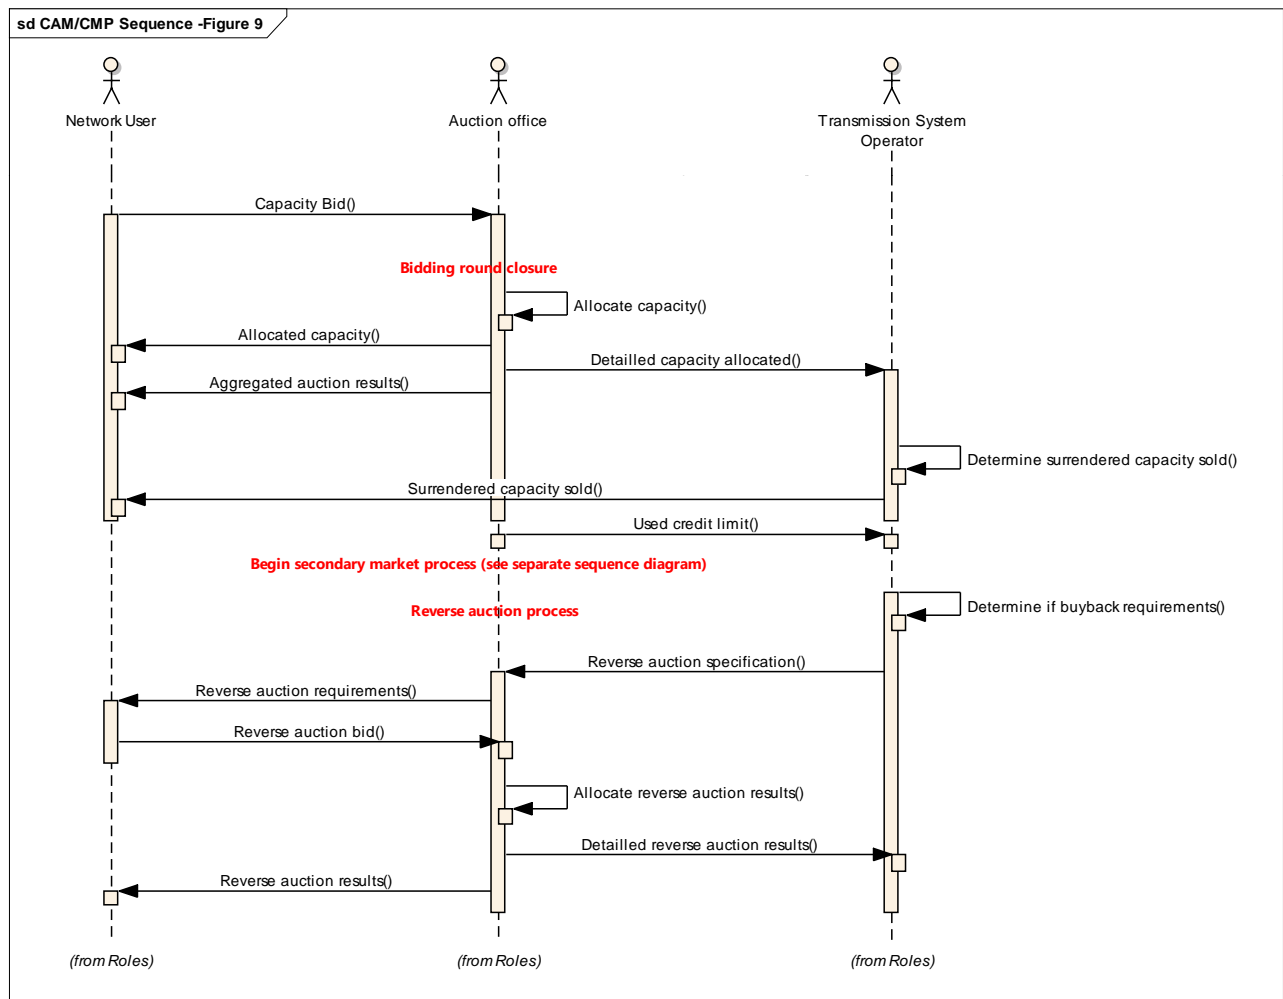 sd CAM/CMP Sequence -Figure 9
Network User
Auction office
Transmission System
Operator
Capacity Bid()
Bidding round closure
Allocate capacity()
Allocated capacity()
Detailled capacity allocated()
Aggregated auction results()
Determine surrendered capacity sold()
Surrendered capacity sold()
Used credit limit()
Begin secondary market process (see separate sequence diagram)
Determine if buyback requirements()
Reverse auction process
Reverse auction specification()
Reverse auction requirements()
Reverse auction bid()
Allocate reverse auction results()
Detailled reverse auction results()
Reverse auction results()
(from Roles)
(from Roles)
(from Roles)